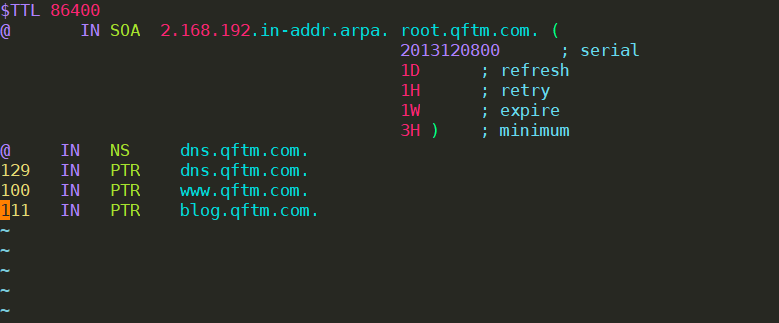 $TTL 86400
@       IN SOA  2.168.192.in-addr.arpa. root.qftm.com. (
                                        2013120800      ; serial
                                        1D      ; refresh
                                        1H      ; retry
                                        1W      ; expire
                                        3H )    ; minimum
@     IN   NS     dns.qftm.com.
129   IN   PTR    dns.qftm.com.
100   IN   PTR    www.qftm.com.
111   IN   PTR    blog.qftm.com.
~
~
~
~
~